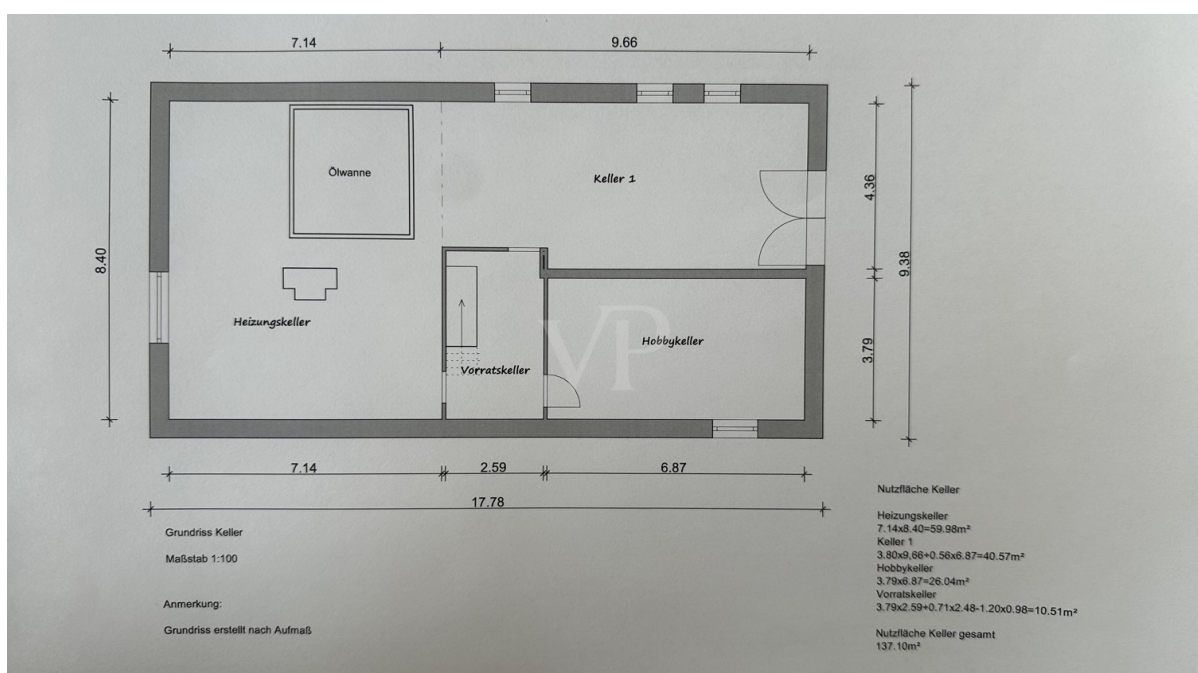 7.14
9.66
Ölwanne
Keller 1
4.36
8.40
9.38
Heizungskeller
Vorratskeller
Hobbykeller
VP
3.79
7.14
2.59
6.87
17.78
Grundriss Keller
Maßstab 1:100
Anmerkung:
Grundriss erstellt nach Aufmaß
Nutzfläche Keller
Heizungskeller
7.14x8.40=59.98m²
Keller 1
3.80x9,66+0.56x6.87=40.57m²
Hobbykeller
3.79x6.87=26.04m²
Vorratskeller
3.79x2.59+0.71x2.48-1.20x0.98=10.51m²
Nutzfläche Keller gesamt
137.10m²